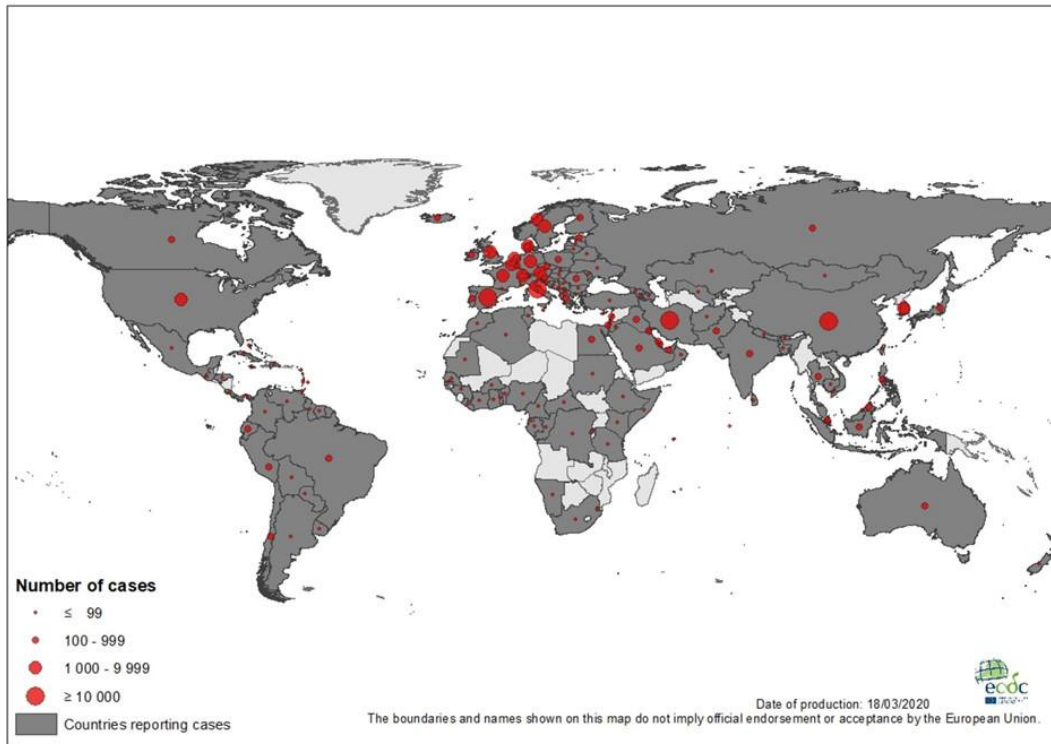 Number of cases
≤ 99
100 - 999
1 000 - 9 999
≥ 10 000
Countries reporting cases
ecdc
Date of production: 18/03/2020
The boundaries and names shown on this map do not imply official endorsement or acceptance by the European Union.